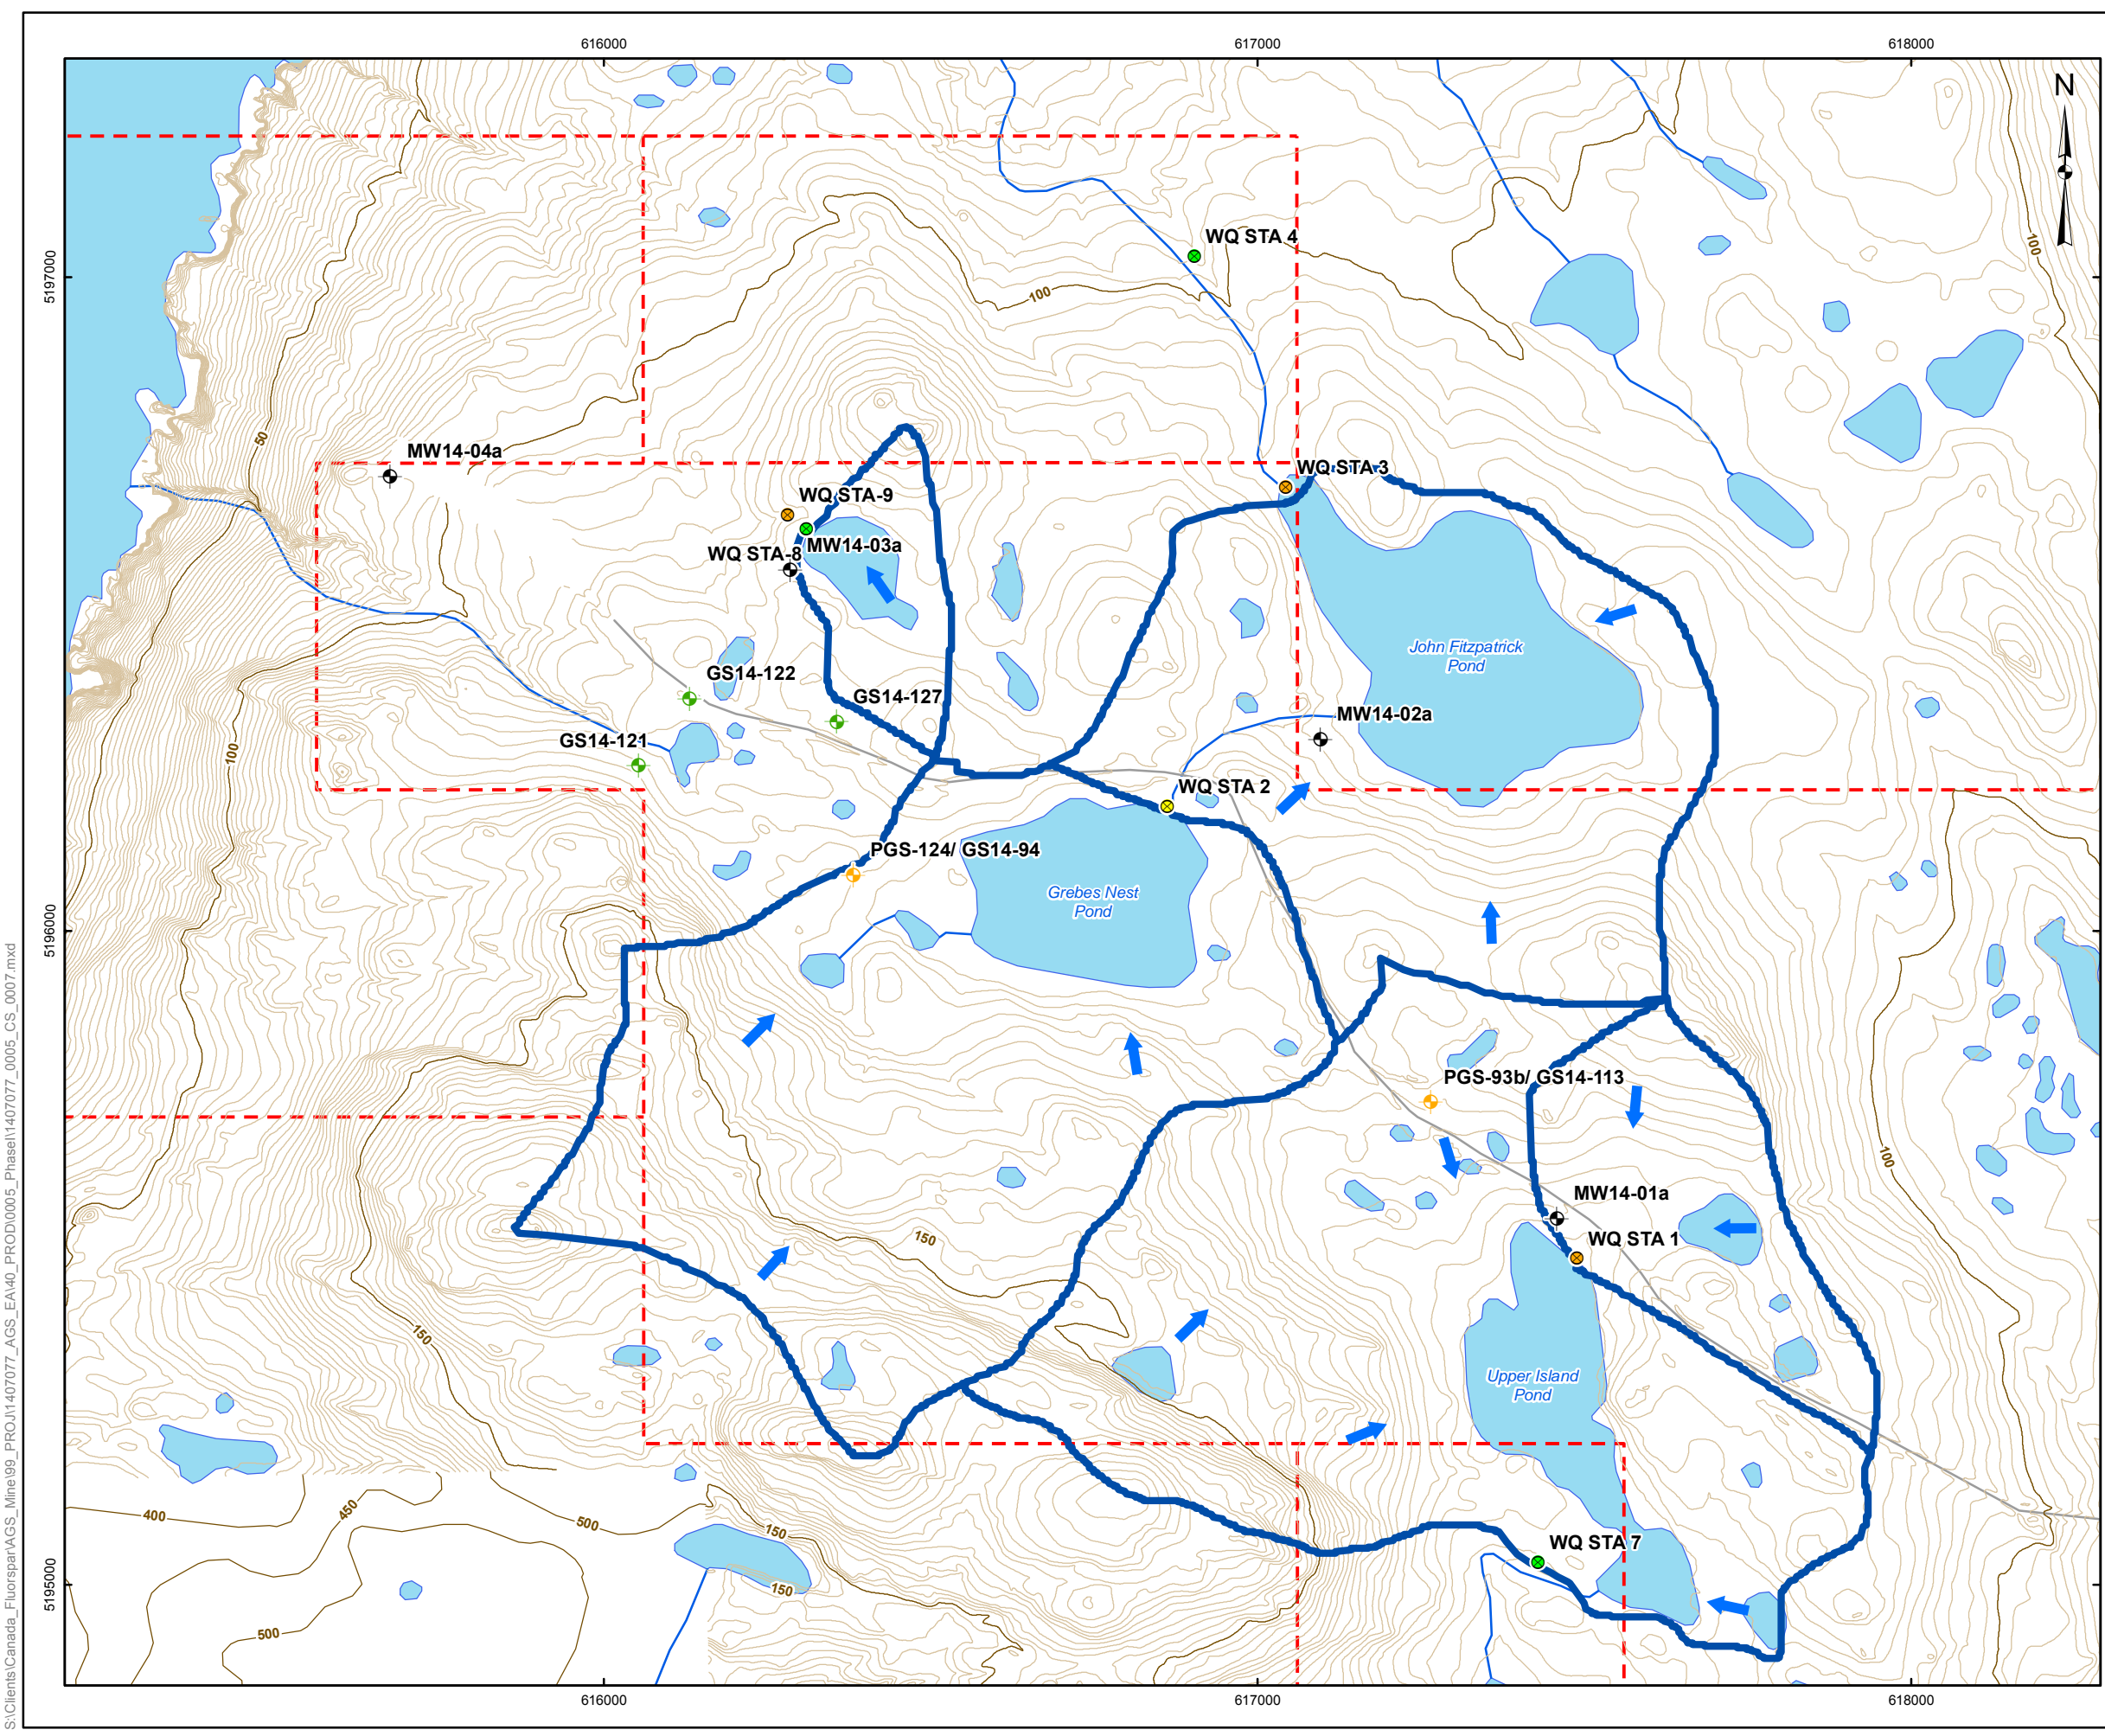 616000
617000
618000
N
5197000
5196000
5195000
WQ STA 4
100
100
50
MW14-04a
WQ STA 3
WQ STA-9
MW14-03a
WQ STA-8
John Fitzpatrick
Pond
GS14-122
GS14-127
MW14-02a
GS14-121
100
WQ STA 2
PGS-124/ GS14-94
Grebes Nest
Pond
PGS-93b/ GS14-113
100
MW14-01a
150
WQ STA 1
150
Upper Island
Pond
400
450
500
150
WQ STA 7
150
500
616000
617000
618000
S:\Clients\Canada_Fluorspar\AGS_Mine\99_PROJ\1407077_AGS_EA\40_PROD\0005_PhaseI\1407077_0005_CS_0007.mxd